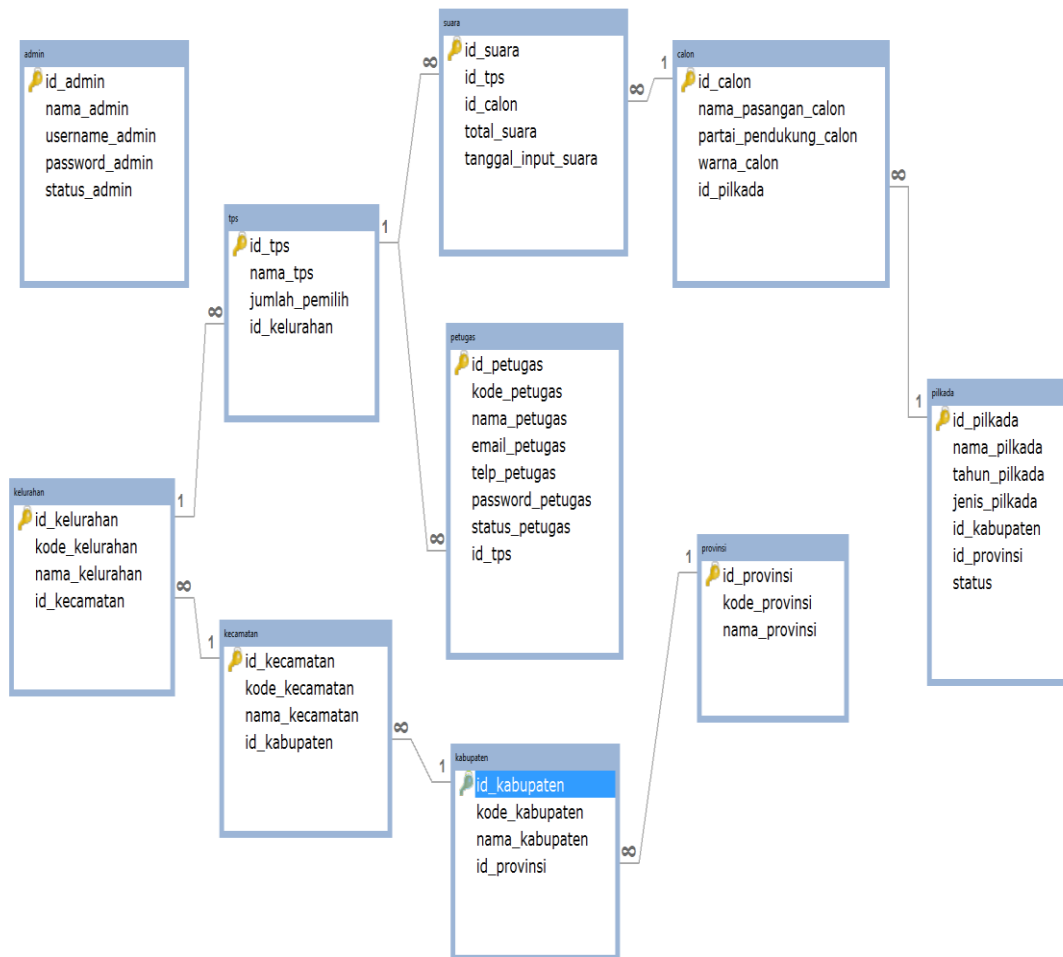 admin
id_admin
nama_admin
username_admin
password_admin
status_admin
suara
id_suara
id_tps
id_calon
total_suara
tanggal_input_suara
calon
id_calon
nama_pasangan_calon
partai_pendukung_calon
warna_calon
id_pilkada
tps
id_tps
nama_tps
jumlah_pemilih
id_kelurahan
petugas
id_petugas
kode_petugas
nama_petugas
email_petugas
telp_petugas
password_petugas
status_petugas
id_tps
pilkada
id_pilkada
nama_pilkada
tahun_pilkada
jenis_pilkada
id_kabupaten
id_provinsi
status
kelurahan
id_kelurahan
kode_kelurahan
nama_kelurahan
id_kecamatan
provinsi
id_provinsi
kode_provinsi
nama_provinsi
kecamatan
id_kecamatan
kode_kecamatan
nama_kecamatan
id_kabupaten
kabupaten
id_kabupaten
kode_kabupaten
nama_kabupaten
id_provinsi
1
∞
1
∞
∞
1
∞
1
∞
1
∞
1
∞
1
∞